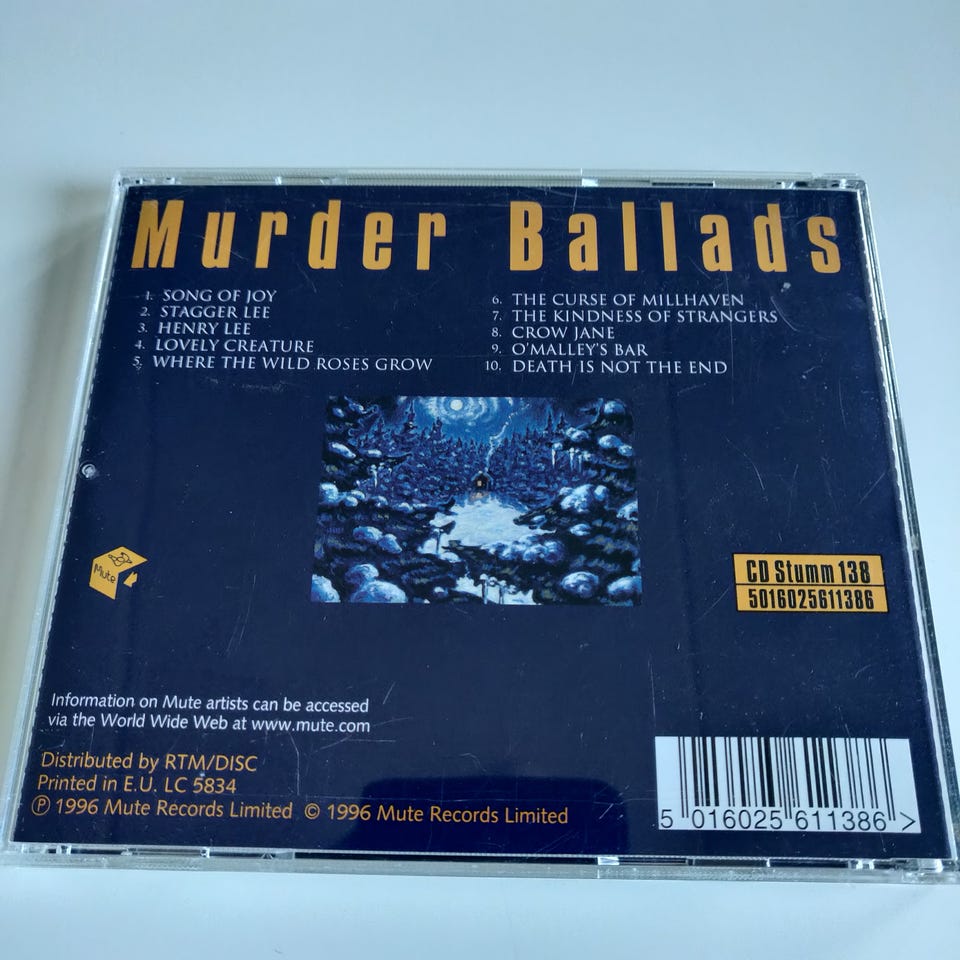 Murder Ballads
1. SONG OF JOY
2. STAGGER LEE
3. HENRY LEE
4. LOVELY CREATURE
5. WHERE THE WILD ROSES GROW
6. THE CURSE OF MILLHAVEN
7. THE KINDNESS OF STRANGERS
8. CROW JANE
9. O'MALLEY'S BAR
10. DEATH IS NOT THE END
Mute
CD Stumm 138
5016025611386
Information on Mute artists can be accessed
via the World Wide Web at www.mute.com
Distributed by RTM/DISC
Printed in E.U. LC 5834
℗ 1996 Mute Records Limited © 1996 Mute Records Limited
5 016025 611386 >